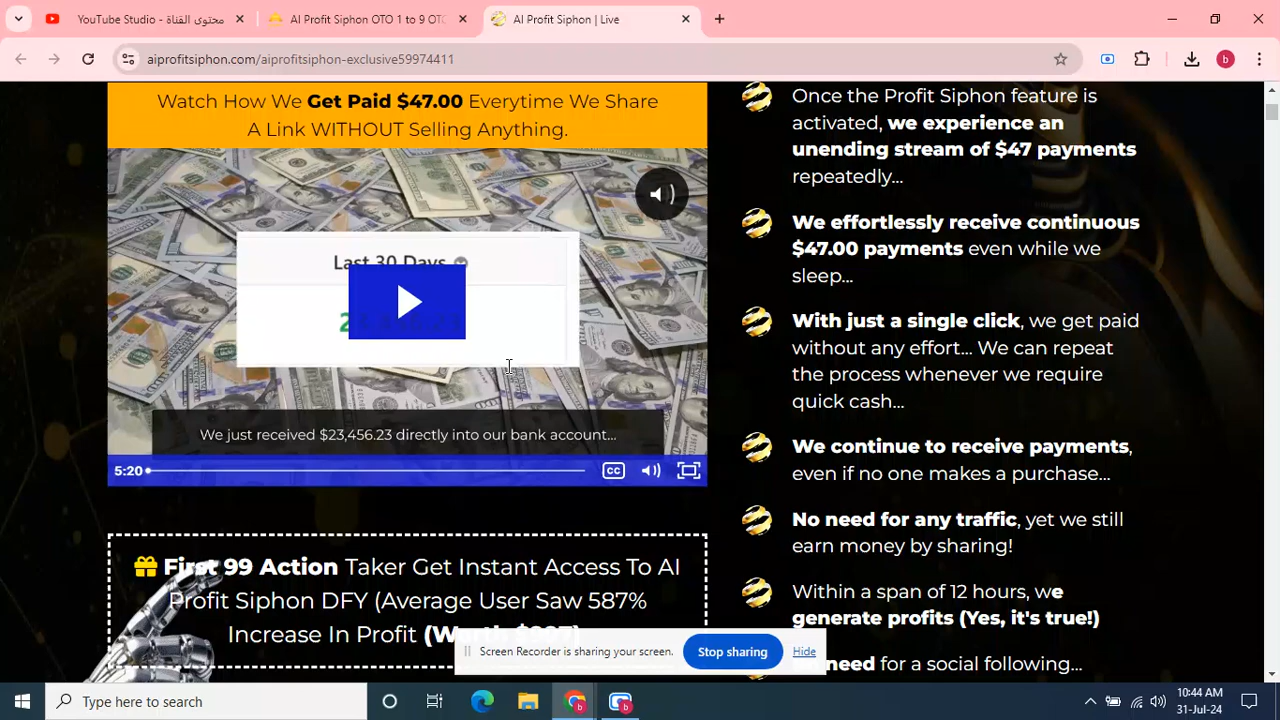 YouTube Studio - محتوى القناة
AI Profit Siphon OTO 1 to 9 OTO
AI Profit Siphon | Live
aiprofitsiphon.com/aiprofitsiphon-exclusive59974411
b
Watch How We Get Paid $47.00 Everytime We Share
A Link WITHOUT Selling Anything.
Last 30 Days
We just received $23,456.23 directly into our bank account...
5:20
CC
First 99 Action Taker Get Instant Access To AI
Profit Siphon DFY (Average User Saw 587%
Increase In Profit (Worth $997)
Once the Profit Siphon feature is
activated, we experience an
unending stream of $47 payments
repeatedly...
We effortlessly receive continuous
$47.00 payments even while we
sleep...
With just a single click, we get paid
without any effort... We can repeat
the process whenever we require
quick cash...
We continue to receive payments,
even if no one makes a purchase...
No need for any traffic, yet we still
earn money by sharing!
Within a span of 12 hours, we
generate profits (Yes, it's true!)
need for a social following...
Screen Recorder is sharing your screen.
Stop sharing
Hide
Type here to search
10:44 AM
31-Jul-24